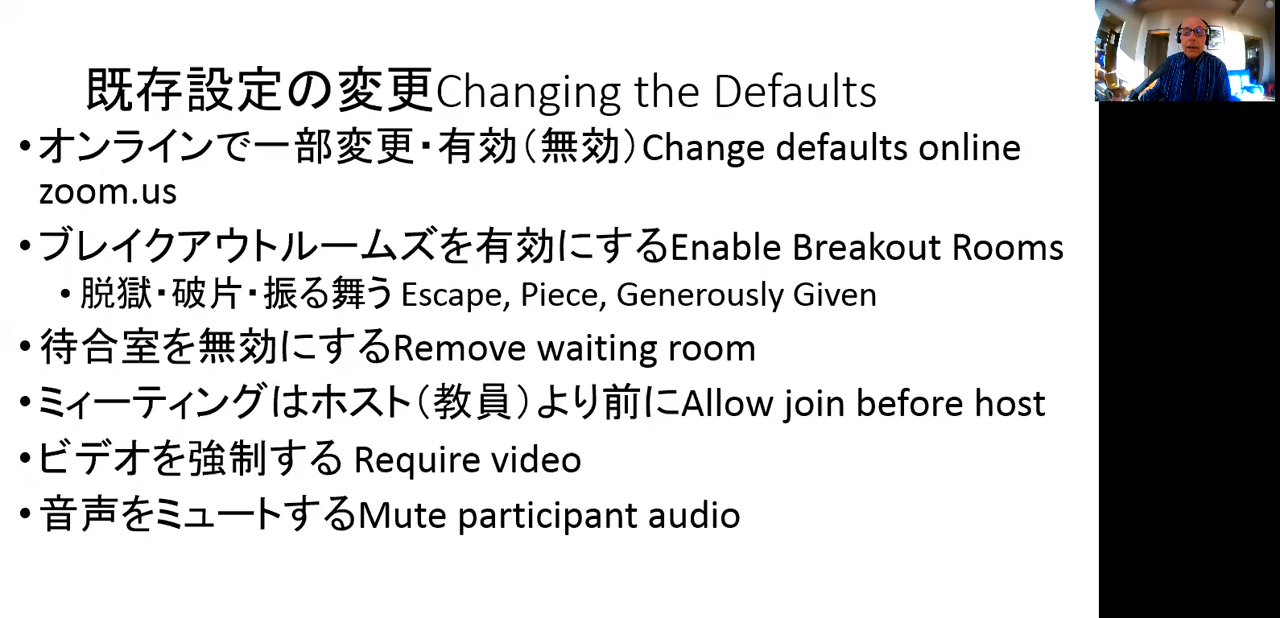 既存設定の変更Changing the Defaults
•オンラインで一部変更・有効（無効）Change defaults online
zoom.us
•ブレイクアウトルームズを有効にするEnable Breakout Rooms
•脱獄・破片・振る舞う Escape, Piece, Generously Given
•待合室を無効にするRemove waiting room
•ミィーティングはホスト（教員）より前にAllow join before host
•ビデオを強制する Require video
•音声をミュートするMute participant audio